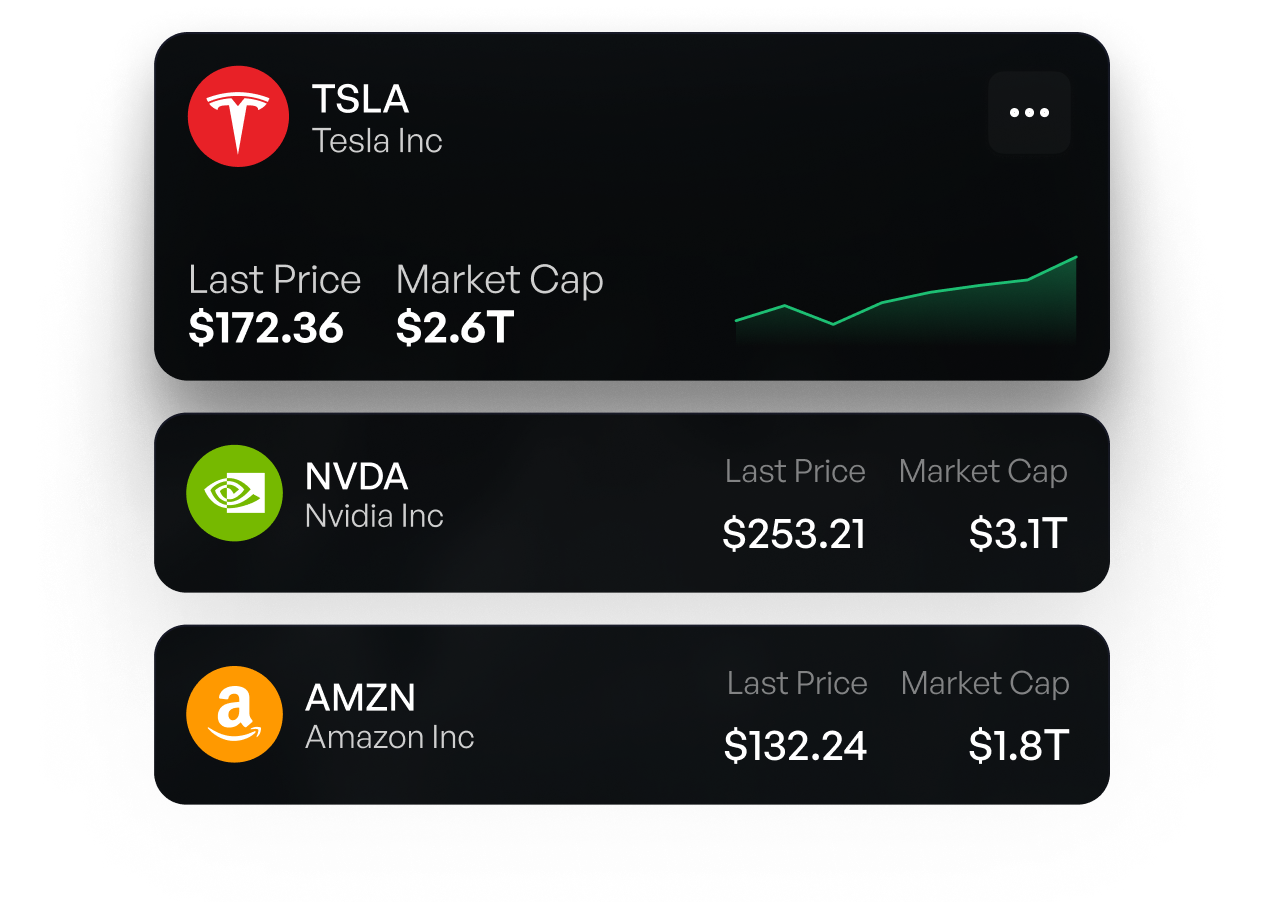 TSLA
Tesla Inc
Last Price Market Cap
$172.36 $2.6T
NVDA
Nvidia Inc
Last Price Market Cap
$253.21 $3.1T
AMZN
Amazon Inc
Last Price Market Cap
$132.24 $1.8T